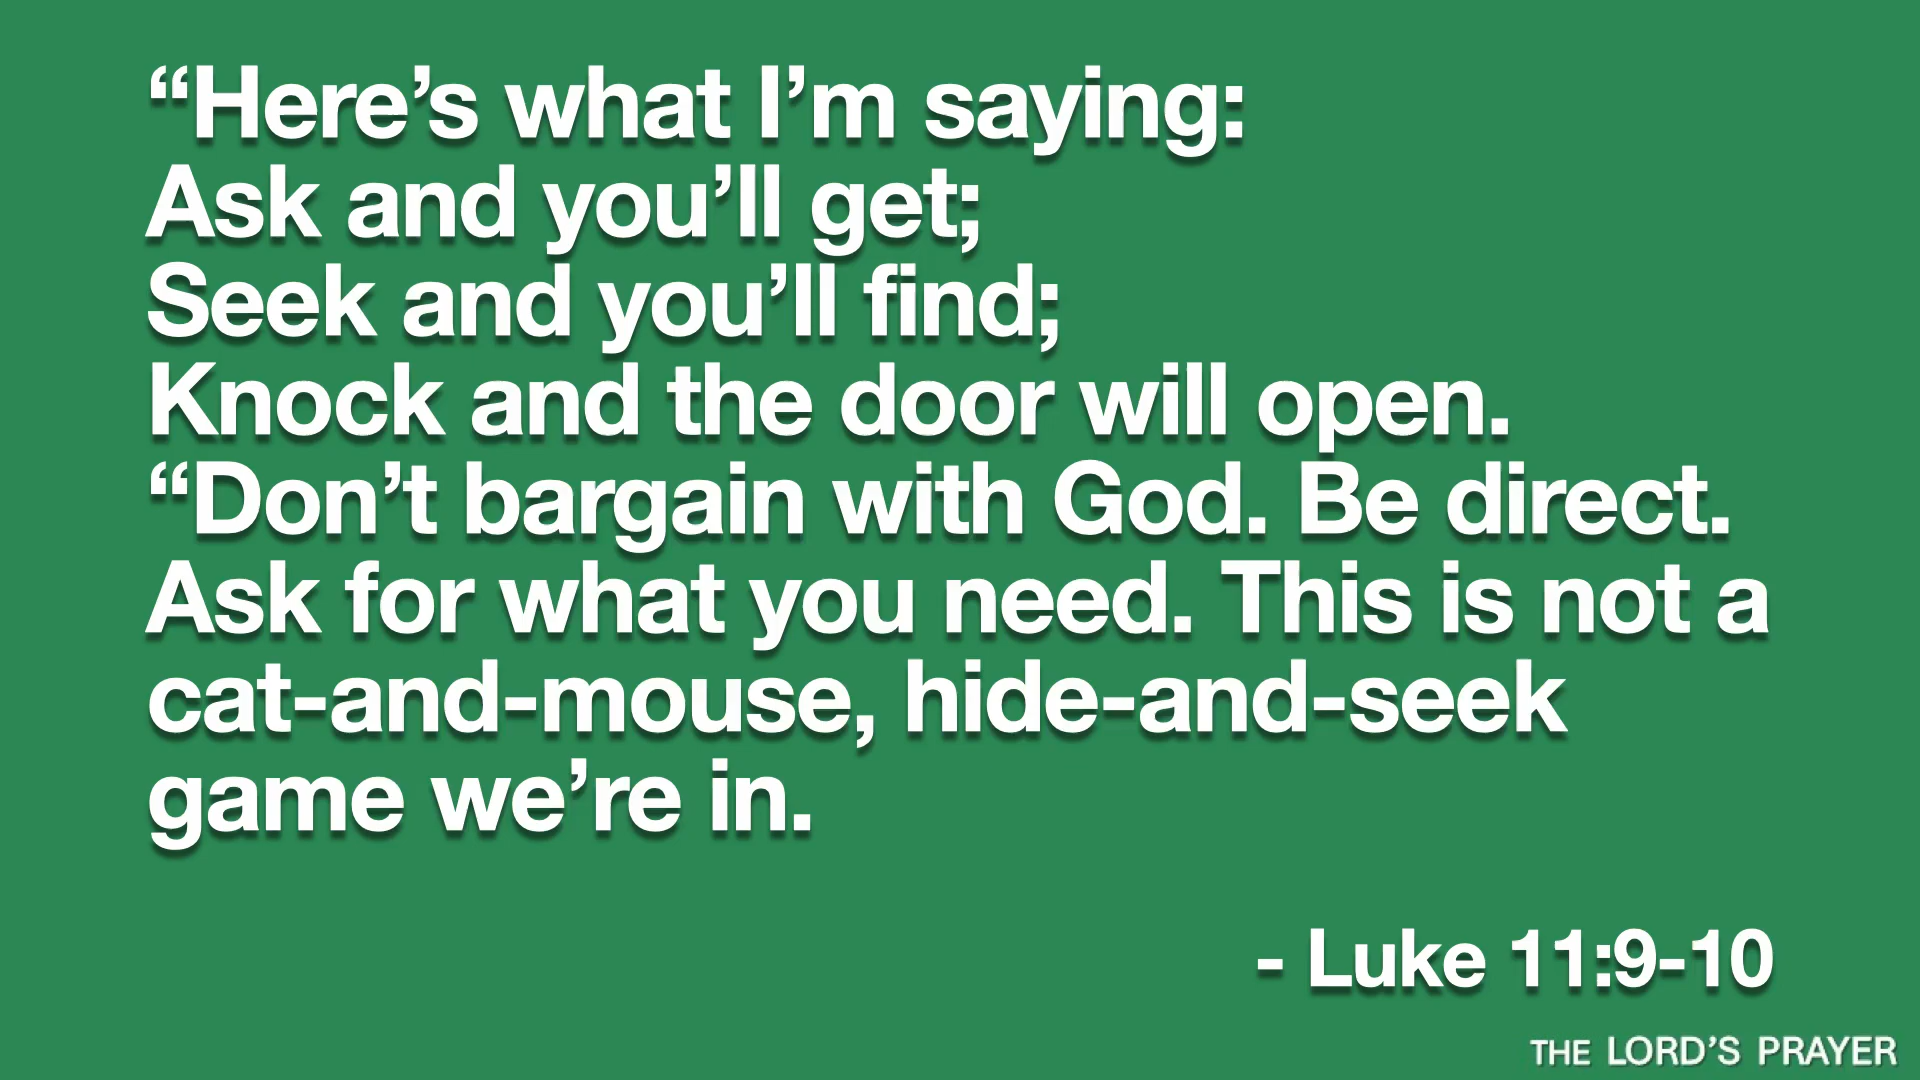 “Here’s what I’m saying:
Ask and you’ll get;
Seek and you’ll find;
Knock and the door will open.
“Don’t bargain with God. Be direct.
Ask for what you need. This is not a
cat-and-mouse, hide-and-seek
game we’re in.
- Luke 11:9-10
THE LORD’S PRAYER